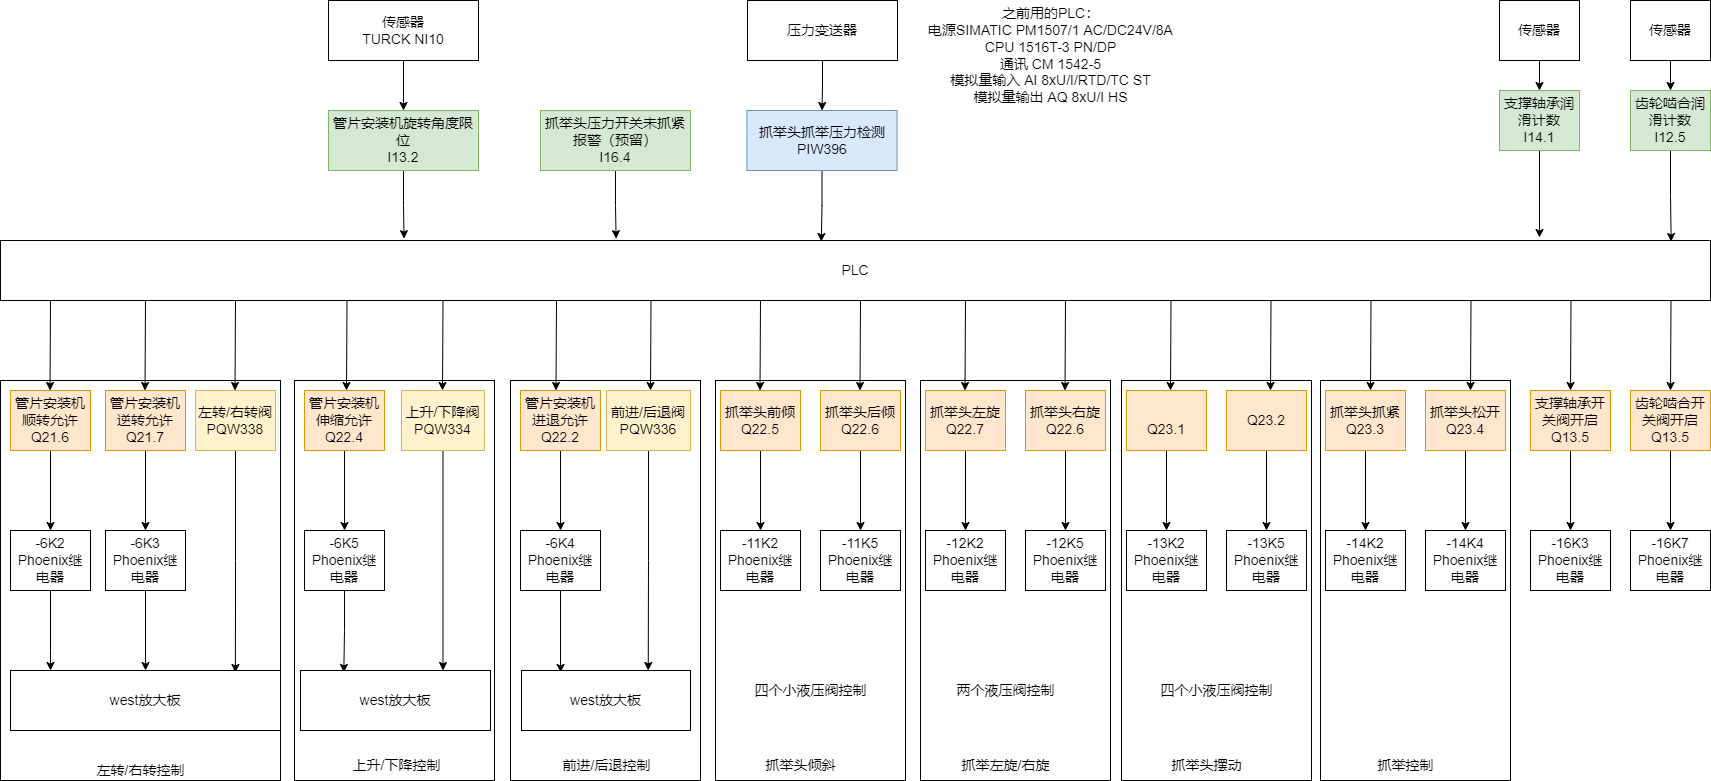 传感器
TURCK NI10
压力变送器
之前用的PLC：
电源SIMATIC PM1507/1 AC/DC24V/8A
CPU 1516T-3 PN/DP
通讯 CM 1542-5
模拟量输入 AI 8xU/I/RTD/TC ST
模拟量输出 AQ 8xU/I HS
传感器
传感器
管片安装机旋转角度限
位
I13.2
抓举头压力开关未抓紧
报警（预留）
I16.4
抓举头抓举压力检测
PIW396
支撑轴承润
滑计数
I14.1
齿轮啮合润
滑计数
I12.5
PLC
管片安装机
顺转允许
Q21.6
管片安装机
逆转允许
Q21.7
左转/右转阀
PQW338
管片安装机
伸缩允许
Q22.4
上升/下降阀
PQW334
管片安装机
进退允许
Q22.2
前进/后退阀
PQW336
抓举头前倾
Q22.5
抓举头后倾
Q22.6
抓举头左旋
Q22.7
抓举头右旋
Q22.6
Q23.1
Q23.2
抓举头抓紧
Q23.3
抓举头松开
Q23.4
支撑轴承开
关阀开启
Q13.5
齿轮啮合开
关阀开启
Q13.5
-6K2
Phoenix继
电器
-6K3
Phoenix继
电器
-6K5
Phoenix继
电器
-6K4
Phoenix继
电器
-11K2
Phoenix继
电器
-11K5
Phoenix继
电器
-12K2
Phoenix继
电器
-12K5
Phoenix继
电器
-13K2
Phoenix继
电器
-13K5
Phoenix继
电器
-14K2
Phoenix继
电器
-14K4
Phoenix继
电器
-16K3
Phoenix继
电器
-16K7
Phoenix继
电器
west放大板
west放大板
west放大板
四个小液压阀控制
两个液压阀控制
四个小液压阀控制
左转/右转控制
上升/下降控制
前进/后退控制
抓举头倾斜
抓举左旋/右旋
抓举头摆动
抓举控制